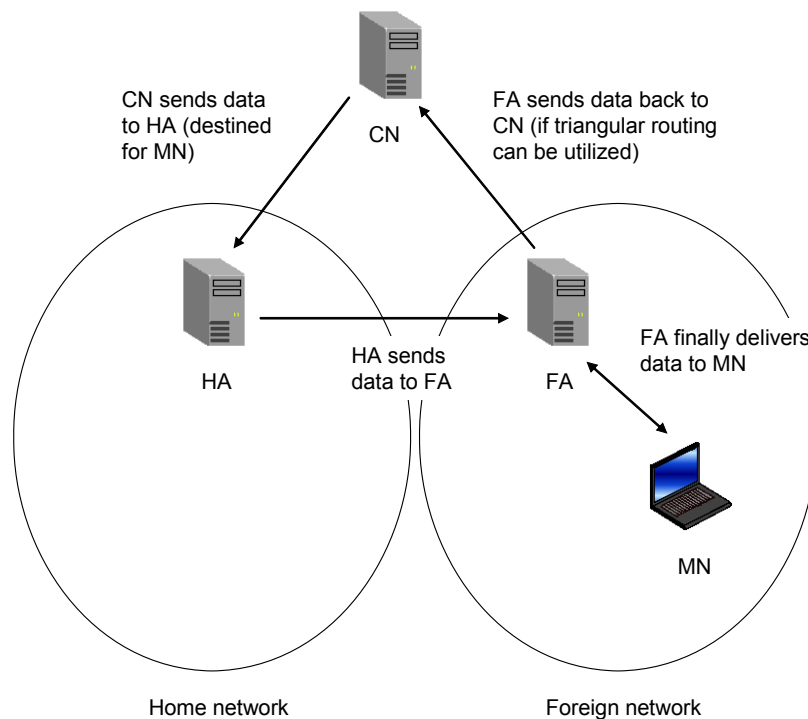 CN sends data
to HA (destined
for MN)
CN
FA sends data back to
CN (if triangular routing
can be utilized)
HA
HA sends
data to FA
FA
FA finally delivers
data to MN
MN
Home network
Foreign network